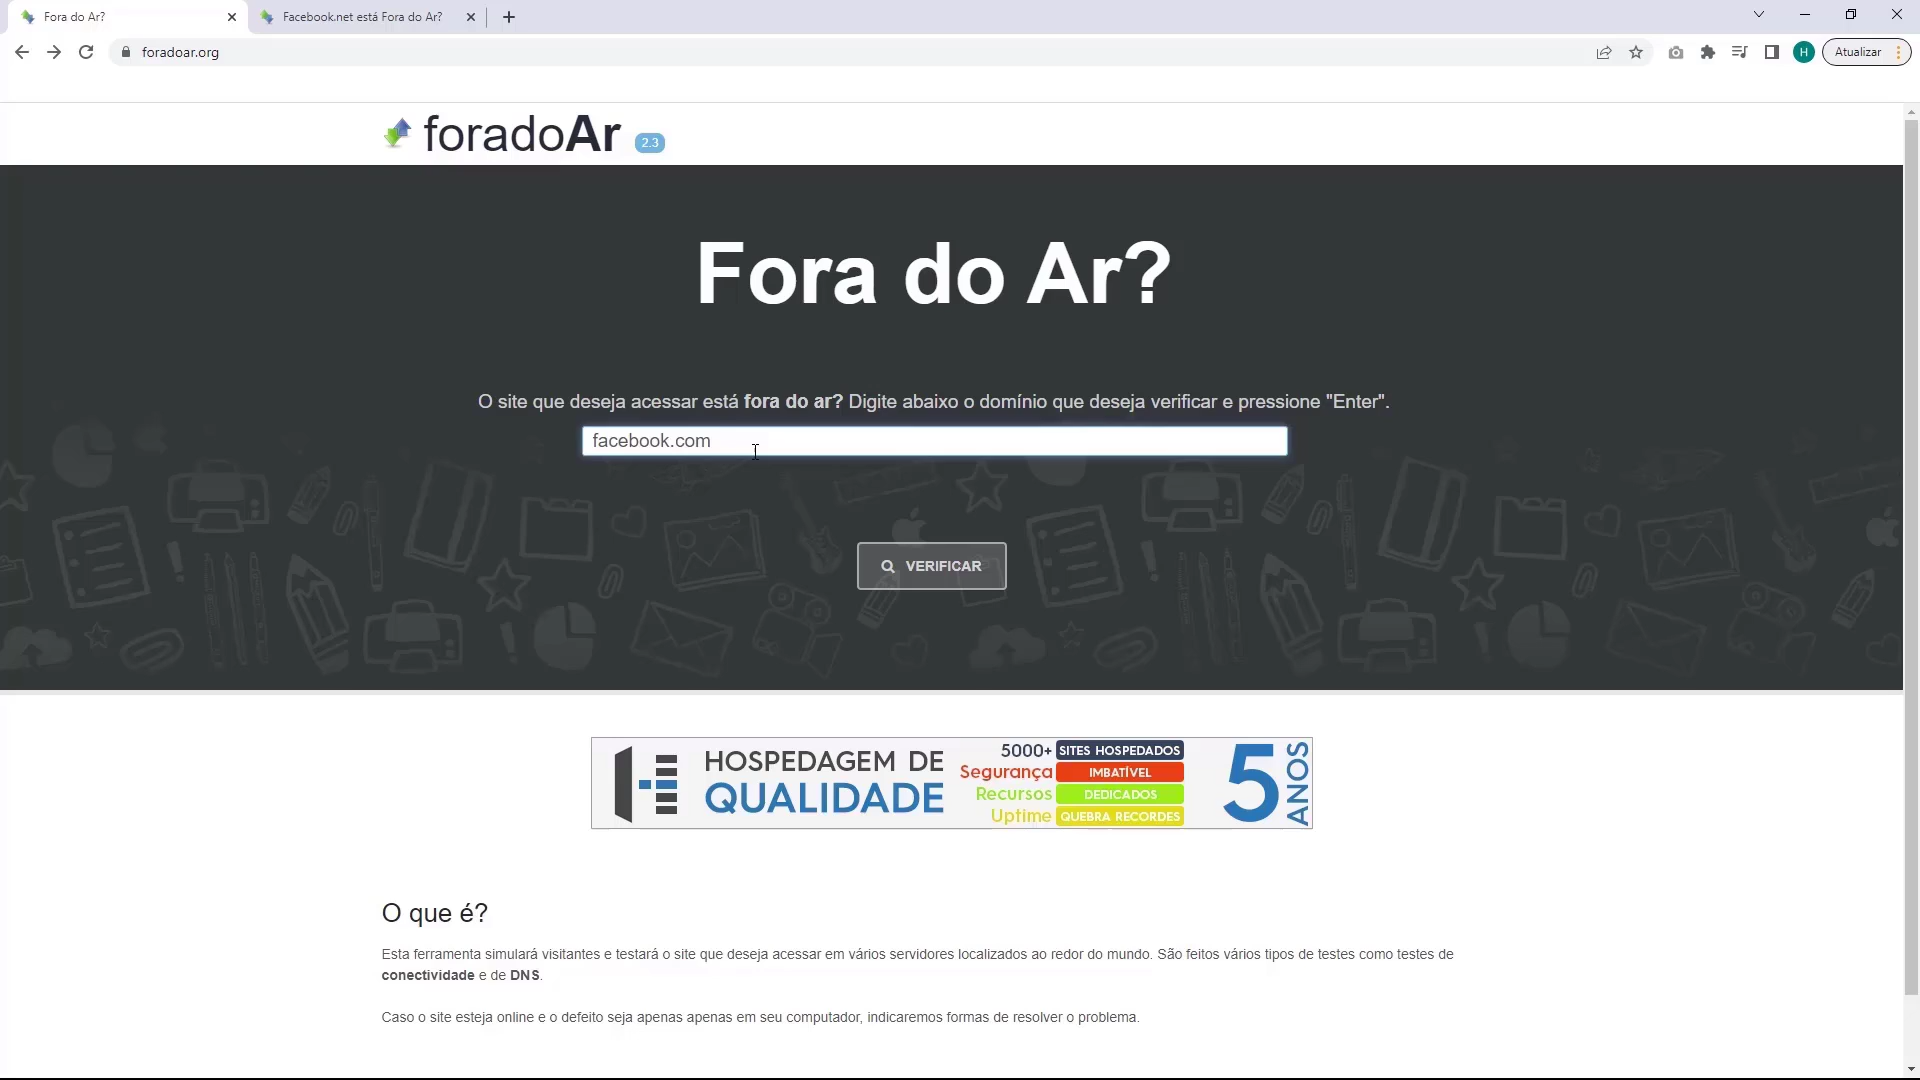 Fora do Ar?
Facebook.net está Fora do Ar?
foradoar.org
H
Atualizar
foradoAr 2.3
Fora do Ar?
O site que deseja acessar está fora do ar? Digite abaixo o domínio que deseja verificar e pressione "Enter".
facebook.com
VERIFICAR
HOSPEDAGEM DE
QUALIDADE
5000+ SITES HOSPEDADOS
Segurança IMBATÍVEL
Recursos DEDICADOS
Uptime QUEBRA RECORDES
5 ANOS
O que é?
Esta ferramenta simulará visitantes e testará o site que deseja acessar em vários servidores localizados ao redor do mundo. São feitos vários tipos de testes como testes de
conectividade e de DNS.
Caso o site esteja online e o defeito seja apenas apenas em seu computador, indicaremos formas de resolver o problema.